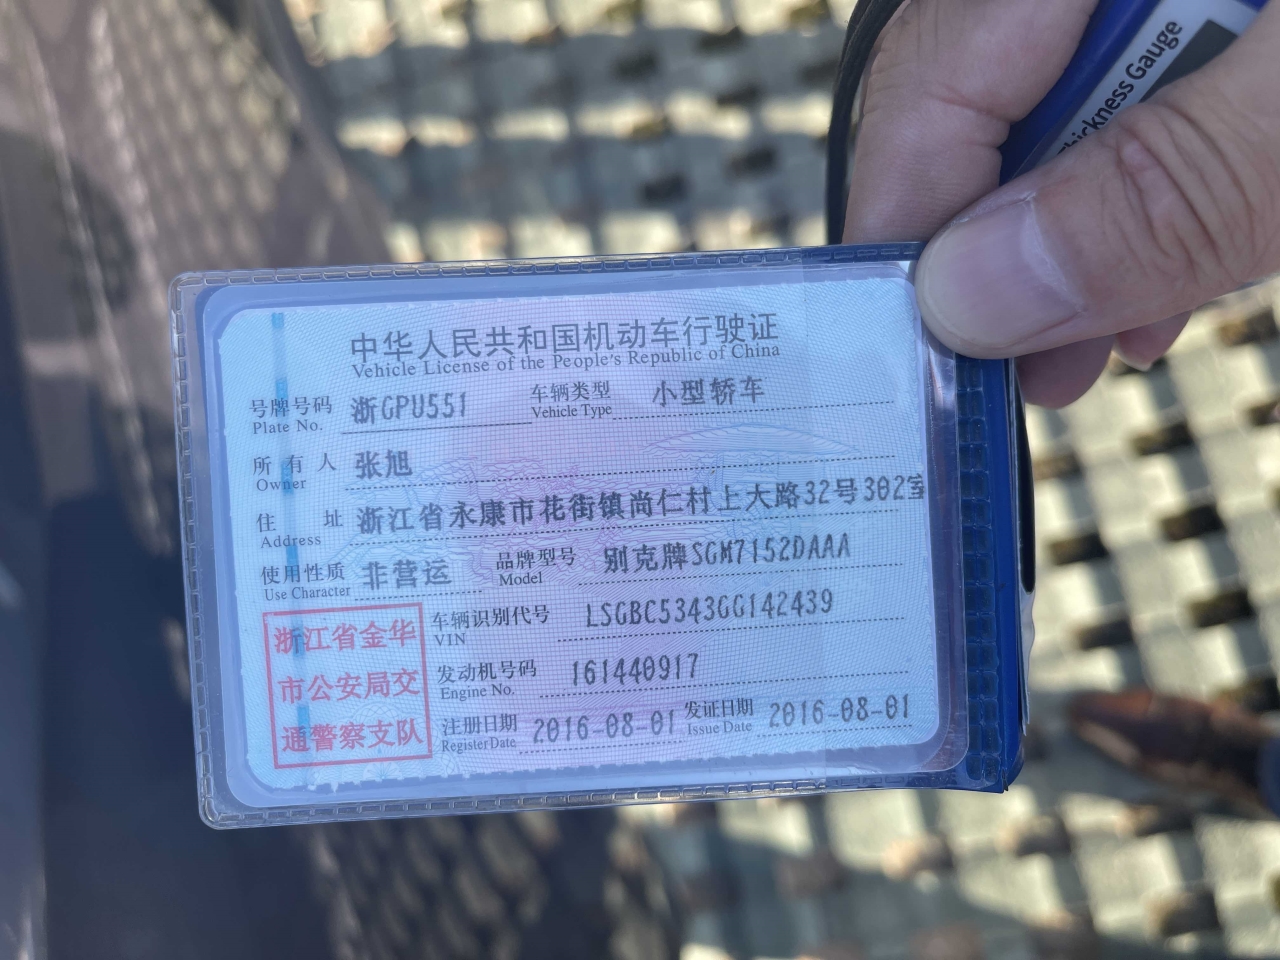 Thickness Gauge
中华人民共和国机动车行驶证
Vehicle License of the People's Republic of China
号牌号码 浙GPU551 车辆类型 小型轿车
Plate No. Vehicle Type
所有人 张旭
Owner
住址 浙江省永康市花街镇尚仁村上大路32号302室
Address
使用性质 非营运 品牌型号 别克牌SGM7152DAAA
Use Character Model
浙江省金华
市公安局交
通警察支队
车辆识别代号 LSGBC5343GG142439
VIN
发动机号码 161440917
Engine No.
注册日期 2016-08-01 发证日期 2016-08-01
Register Date Issue Date